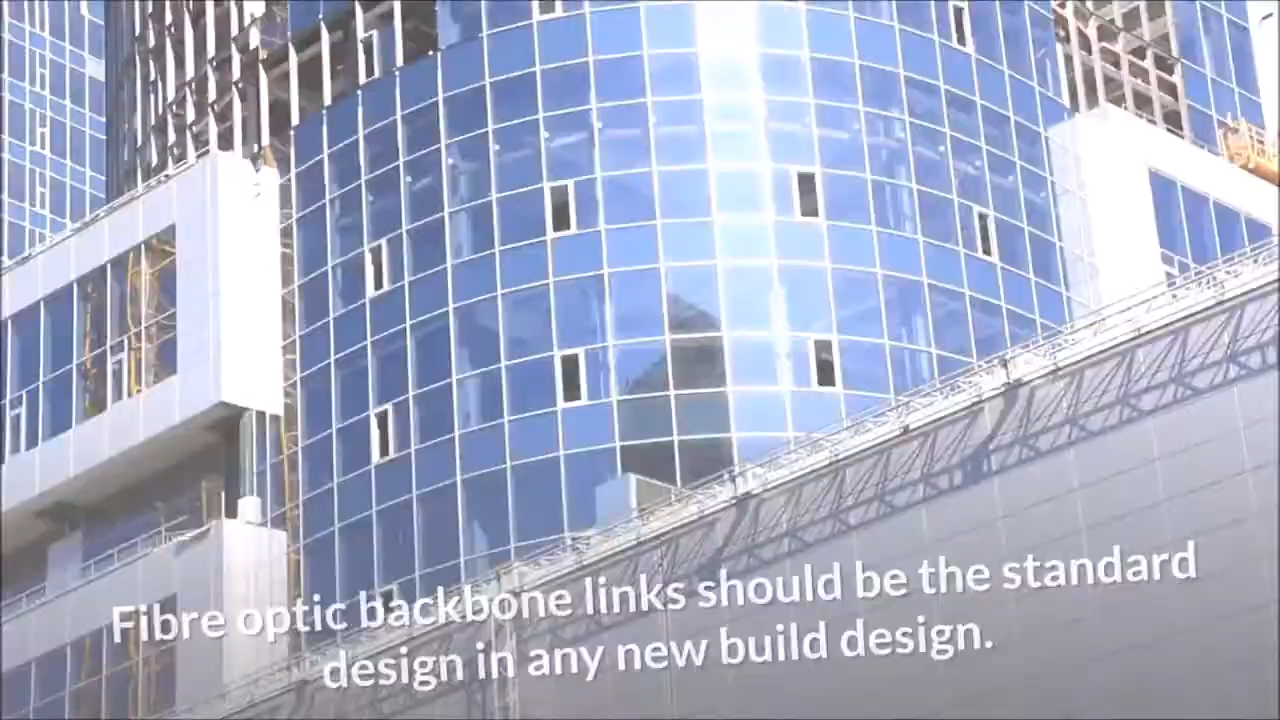 Fibre optic backbone links should be the standard
design in any new build design.